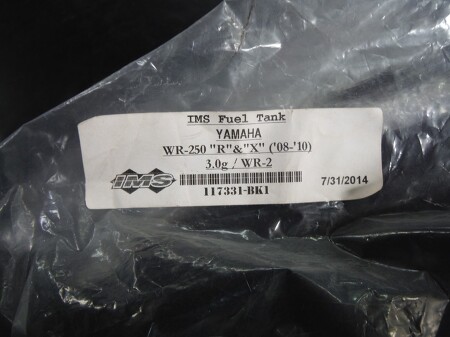 IMS Fuel Tank
YAMAHA
WR-250 "R"&"X" ('08-'10)
3.0g / WR-2
IMS
117331-BK1
7/31/2014